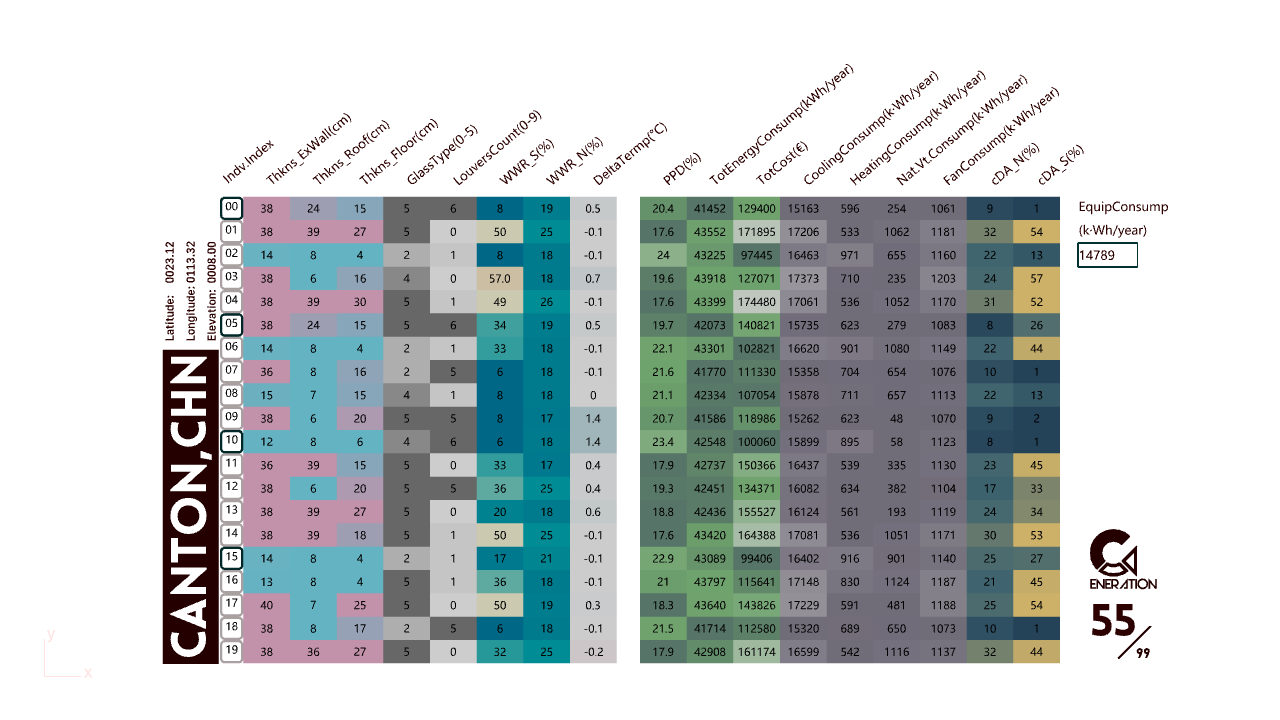 Indv.Index Thkns_ExWall(cm) Thkns_Roof(cm) Thkns_Floor(cm) GlassType(0-5) LouversCount(0-9) WWR_S(%) WWR_N(%) DeltaTermp(°C) PPD(%) TotEnergyConsump(kWh/year) TotCost(€) CoolingConsump(k·Wh/year) HeatingConsump(k·Wh/year) Nat.Vt.Consump(k·Wh/year) FanConsump(k·Wh/year) cDA_N(%) cDA_S(%)
00 38 24 15 5 6 8 19 0.5 20.4 41452 129400 15163 596 254 1061 9 1
01 38 39 27 5 0 50 25 -0.1 17.6 43552 171895 17206 533 1062 1181 32 54
02 14 8 4 2 1 8 18 -0.1 24 43225 97445 16463 971 655 1160 22 13
03 38 6 16 4 0 57.0 18 0.7 19.6 43918 127071 17373 710 235 1203 24 57
04 38 39 30 5 1 49 26 -0.1 17.6 43399 174480 17061 536 1052 1170 31 52
05 38 24 15 5 6 34 19 0.5 19.7 42073 140821 15735 623 279 1083 8 26
06 14 8 4 2 1 33 18 -0.1 22.1 43301 102821 16620 901 1080 1149 22 44
07 36 8 16 2 5 6 18 -0.1 21.6 41770 111330 15358 704 654 1076 10 1
08 15 7 15 4 1 8 18 0 21.1 42334 107054 15878 711 657 1113 22 13
09 38 6 20 5 5 8 17 1.4 20.7 41586 118986 15262 623 48 1070 9 2
10 12 8 6 4 6 6 18 1.4 23.4 42548 100060 15899 895 58 1123 8 1
11 36 39 15 5 0 33 17 0.4 17.9 42737 150366 16437 539 335 1130 23 45
12 38 6 20 5 5 36 25 0.4 19.3 42451 134371 16082 634 382 1104 17 33
13 38 39 27 5 0 20 18 0.6 18.8 42436 155527 16124 561 193 1119 24 34
14 38 39 18 5 1 50 25 -0.1 17.6 43420 164388 17081 536 1051 1171 30 53
15 14 8 4 2 1 17 21 -0.1 22.9 43089 99406 16402 916 901 1140 25 27
16 13 8 4 5 1 36 18 -0.1 21 43797 115641 17148 830 1124 1187 21 45
17 40 7 25 5 0 50 19 0.3 18.3 43640 143826 17229 591 481 1188 25 54
18 38 8 17 2 5 6 18 -0.1 21.5 41714 112580 15320 689 650 1073 10 1
19 38 36 27 5 0 32 25 -0.2 17.9 42908 161174 16599 542 1116 1137 32 44
Latitude: 0023.12
Longitude: 0113.32
Elevation: 0008.00
CANTON,CHN
EquipConsump
(k·Wh/year)
14789
ENERATION
55/99
y
x